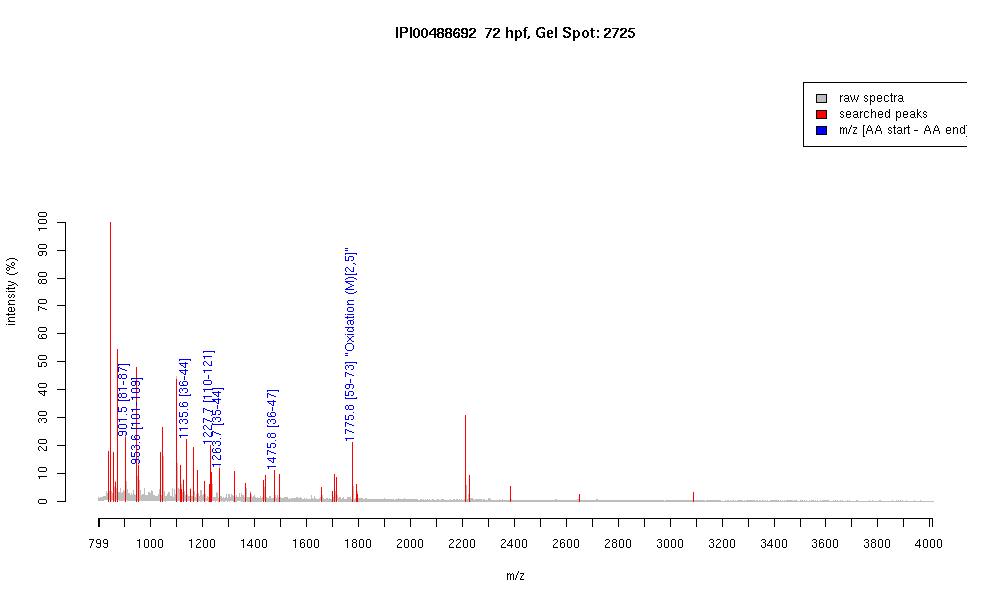 IPI00488692 72 hpf, Gel Spot: 2725
raw spectra
searched peaks
m/z [AA start - AA end]
intensity (%)
100
90
80
70
60
50
40
30
20
10
0
901.5 [81-87]
953.6 [101-109]
1135.6 [36-44]
1227.7 [110-121]
1263.7 [35-44]
1475.8 [36-47]
1775.8 [59-73] "Oxidation (M)[2,5]"
799 1000 1200 1400 1600 1800 2000 2200 2400 2600 2800 3000 3200 3400 3600 3800 4000
m/z